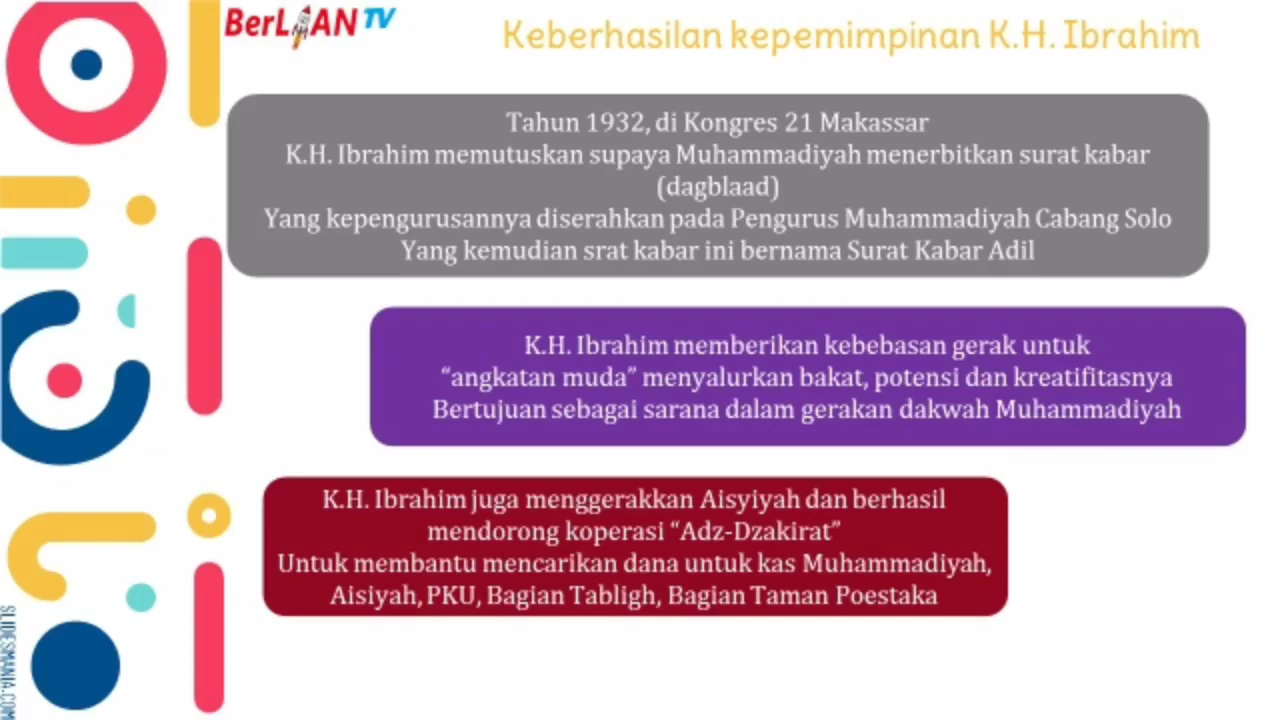 BerLIAN TV
Keberhasilan kepemimpinan K.H. Ibrahim
Tahun 1932, di Kongres 21 Makassar
K.H. Ibrahim memutuskan supaya Muhammadiyah menerbitkan surat kabar
(dagblaad)
Yang kepengurusannya diserahkan pada Pengurus Muhammadiyah Cabang Solo
Yang kemudian srat kabar ini bernama Surat Kabar Adil
K.H. Ibrahim memberikan kebebasan gerak untuk
“angkatan muda” menyalurkan bakat, potensi dan kreatifitasnya
Bertujuan sebagai sarana dalam gerakan dakwah Muhammadiyah
K.H. Ibrahim juga menggerakkan Aisyiyah dan berhasil
mendorong koperasi “Adz-Dzakirat”
Untuk membantu mencarikan dana untuk kas Muhammadiyah,
Aisiyah, PKU, Bagian Tabligh, Bagian Taman Poestaka
SLIDESMANIA.COM